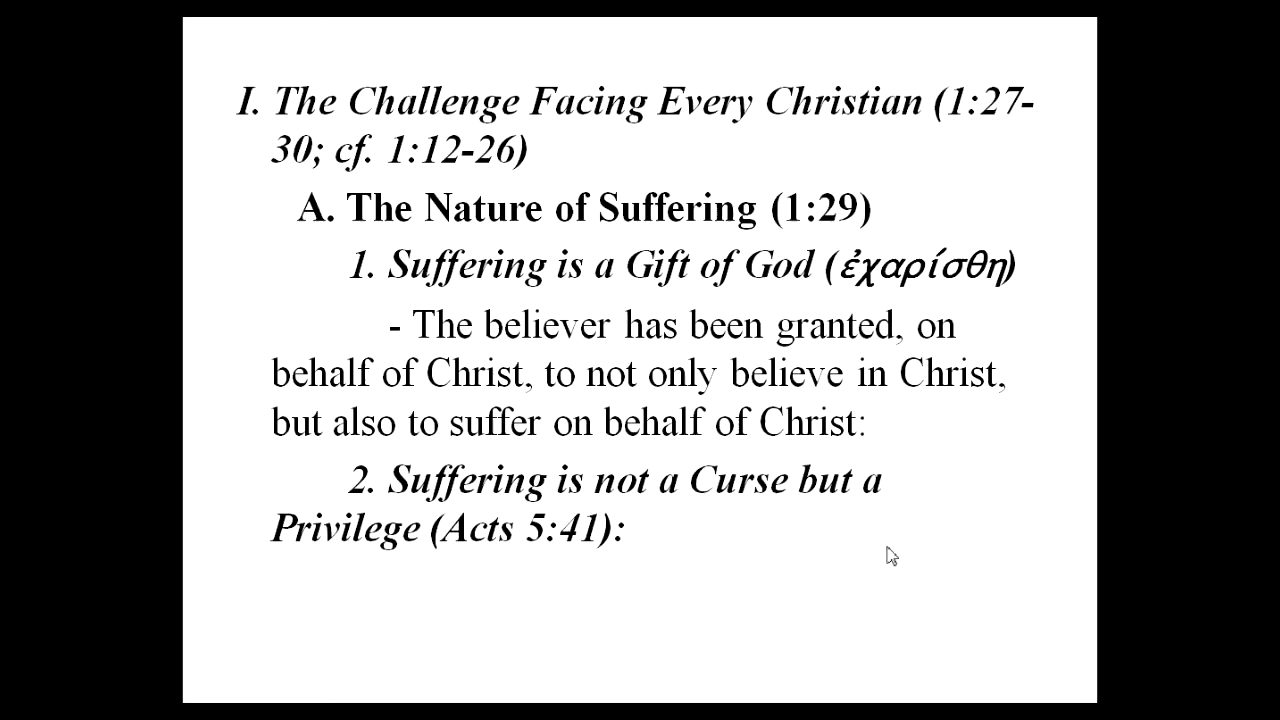 I. The Challenge Facing Every Christian (1:27-
30; cf. 1:12-26)
A. The Nature of Suffering (1:29)
1. Suffering is a Gift of God (ἐχαρίσθη)
- The believer has been granted, on
behalf of Christ, to not only believe in Christ,
but also to suffer on behalf of Christ:
2. Suffering is not a Curse but a
Privilege (Acts 5:41):